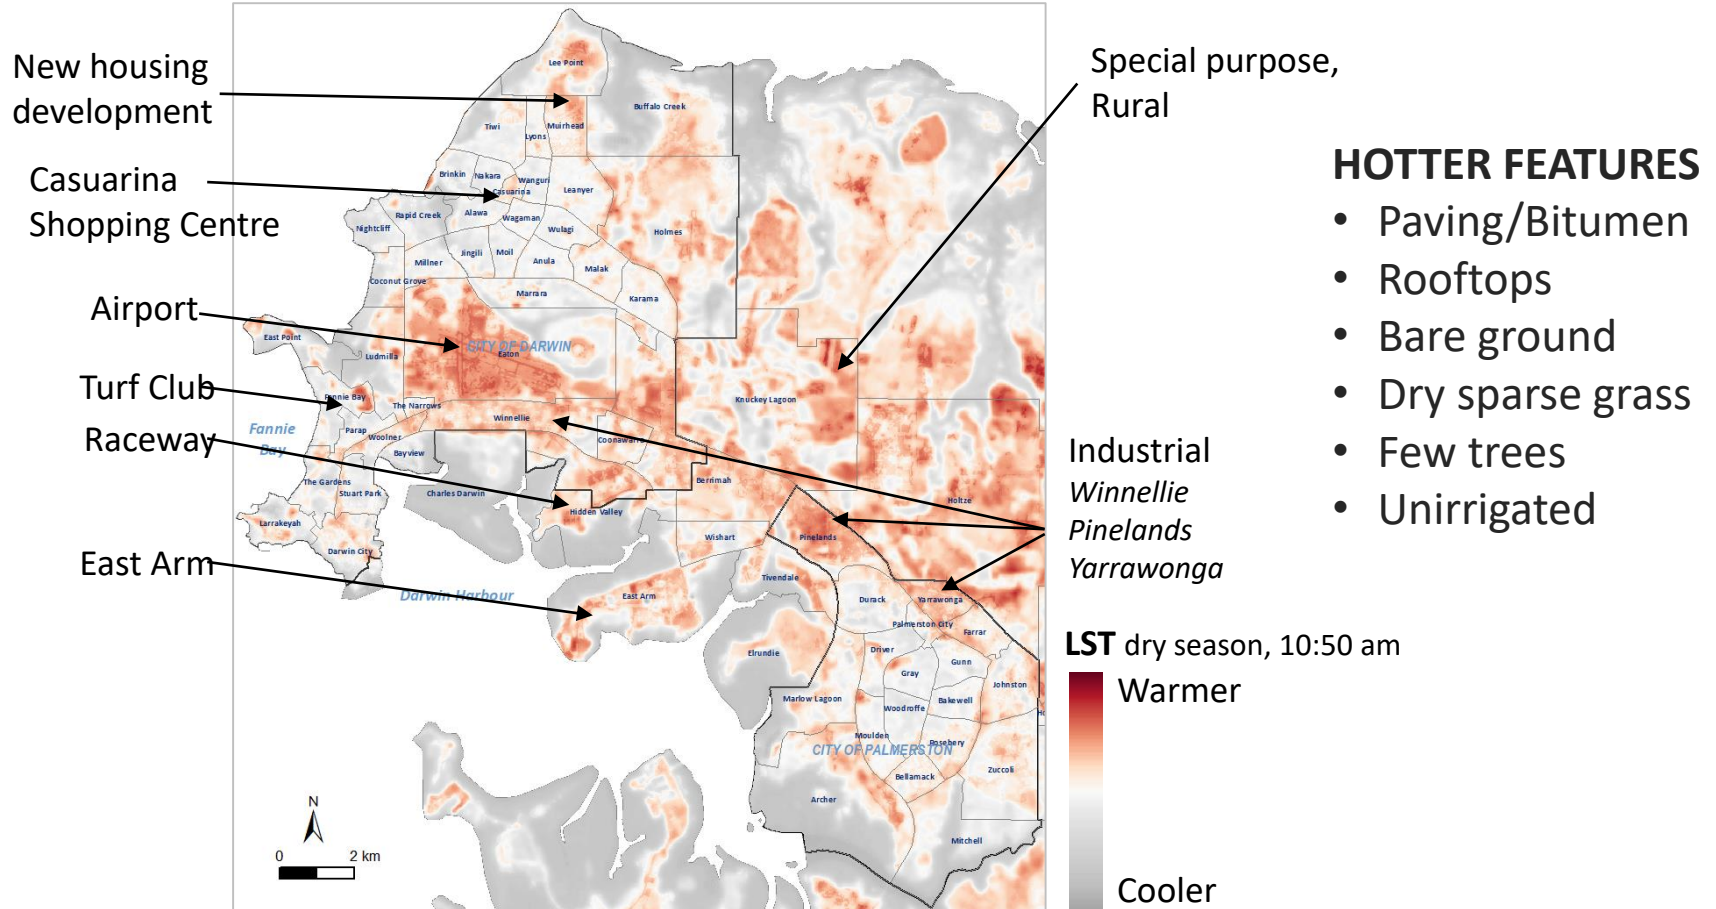 New housing
development
Casuarina
Shopping Centre
Airport
Turf Club
Raceway
East Arm
Lee Point
Buffalo Creek
Tiwi
Lyons
Muirhead
Brinkin
Nakara
Wanguri
Casuarina
Leanyer
Rapid Creek
Alawa
Wagaman
Nightcliff
Wulagi
Holmes
Jingili
Moil
Millner
Anula
Malak
Coconut Grove
Marrara
Karama
East Point
CITY OF DARWIN
Eaton
Ludmilla
Fannie Bay
The Narrows
Knuckey Lagoon
Winnellie
Fannie
Bay
Parap
Woolner
Coonawarra
Bayview
Berrimah
The Gardens
Stuart Park
Charles Darwin
Hidden Valley
Holtze
Larrakeyah
Darwin City
Wishart
Pinelands
Tivendale
Darwin Harbour
East Arm
Durack
Yarrawonga
Palmerston City
Farrar
Elrundie
Driver
Gunn
Gray
Johnston
Marlow Lagoon
Woodroffe
Bakewell
Ho
Moulden
Rosebery
CITY OF PALMERSTON
Zuccoli
Bellamack
Archer
Mitchell
N
0 2 km
Special purpose,
Rural
Industrial
Winnellie
Pinelands
Yarrawonga
LST dry season, 10:50 am
Warmer
Cooler
HOTTER FEATURES
• Paving/Bitumen
• Rooftops
• Bare ground
• Dry sparse grass
• Few trees
• Unirrigated